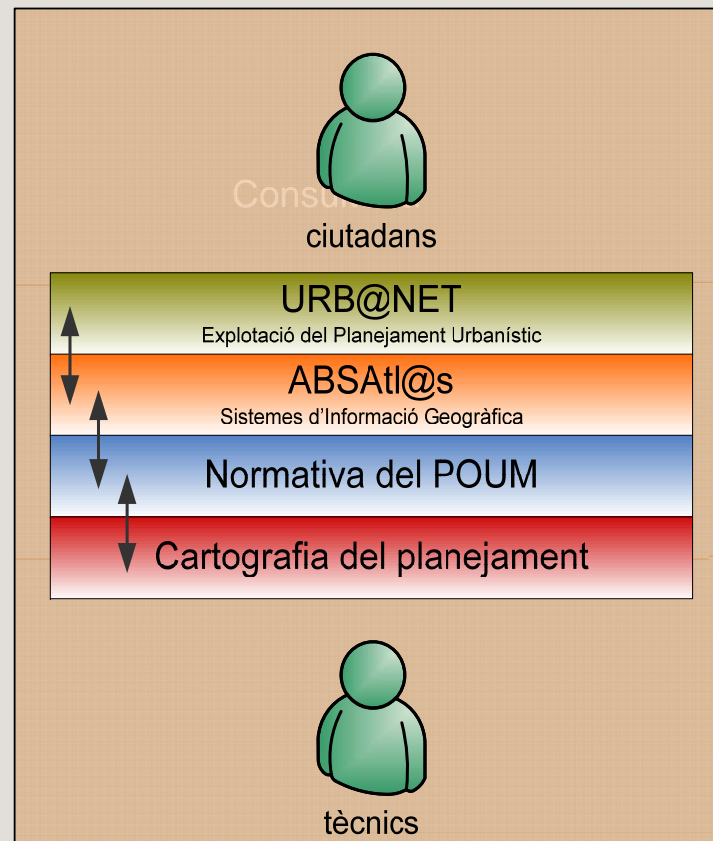 ciutadans
URB@NET
Explotació del Planejament Urbanístic
ABSAtl@s
Sistemes d'Informació Geogràfica
Normativa del POUM
Cartografia del planejament
tècnics